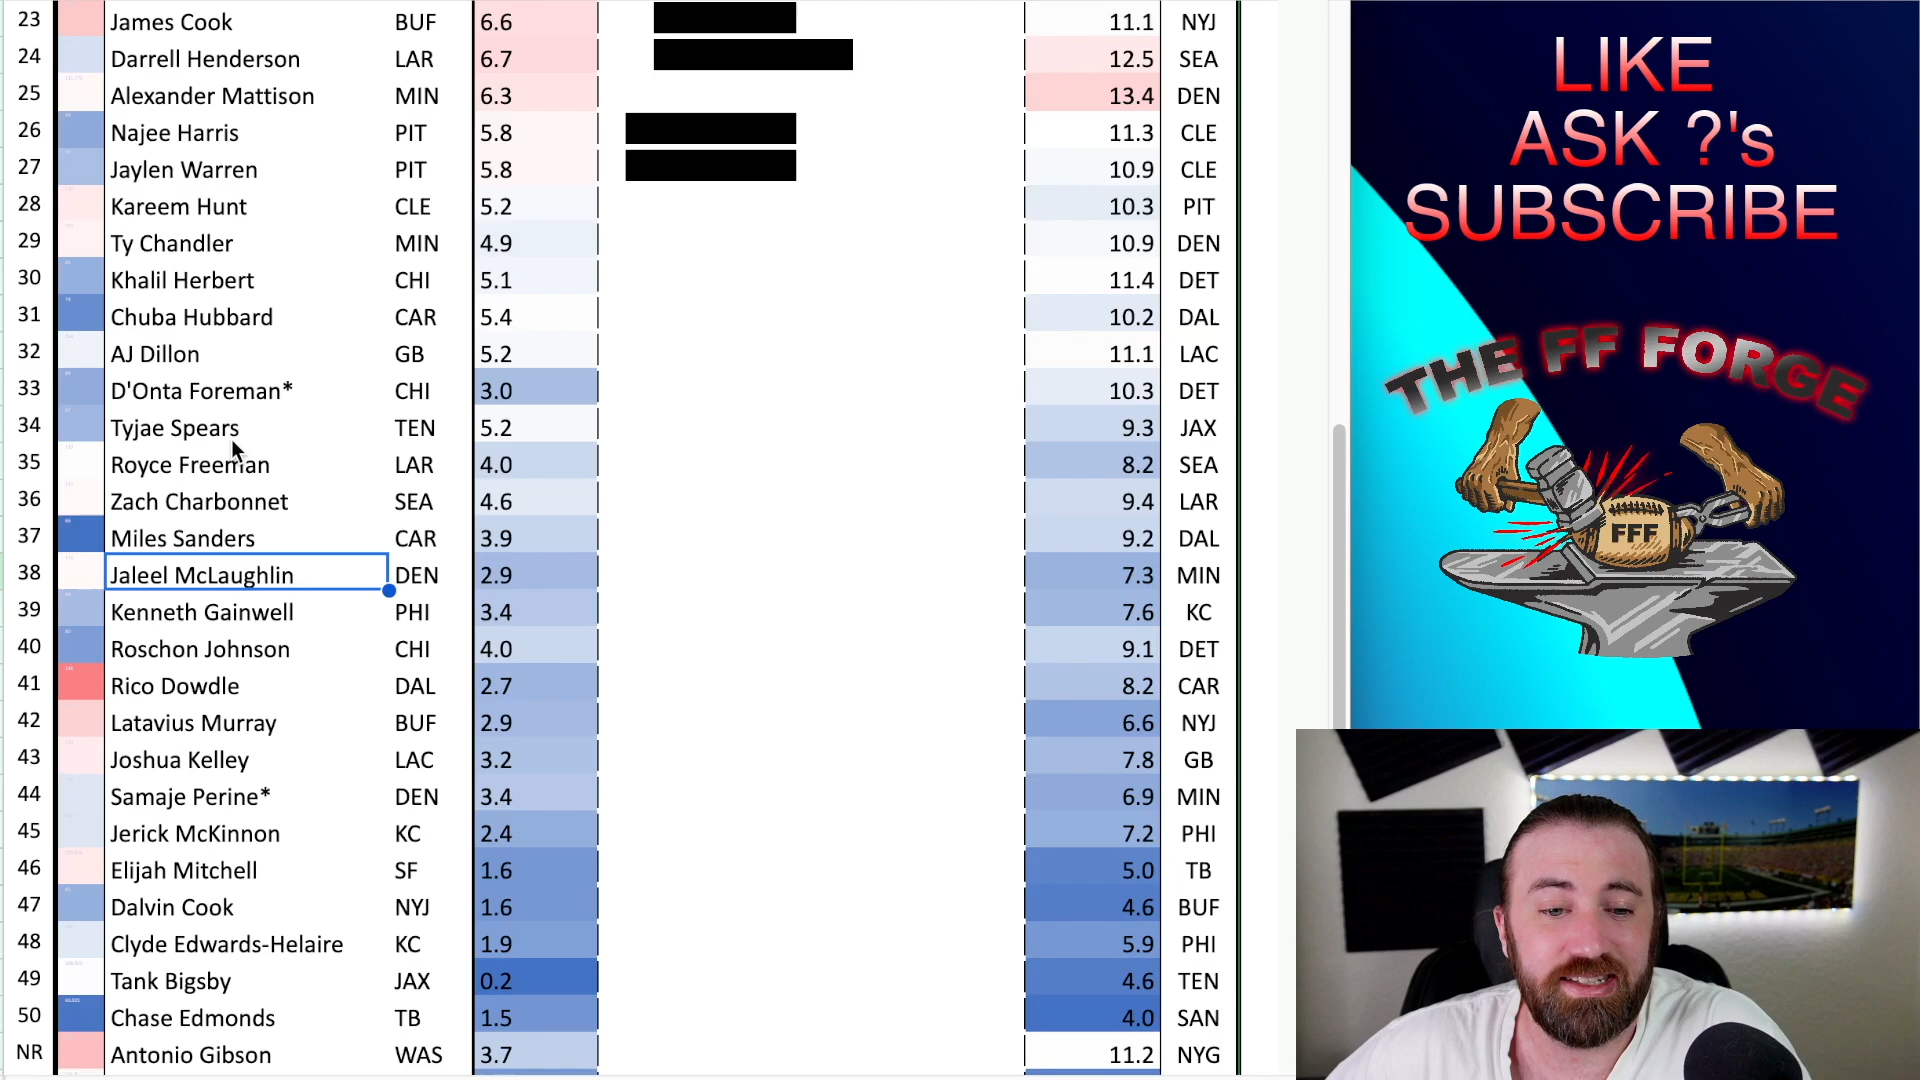 23 James Cook BUF 6.6 11.1 NYJ
24 Darrell Henderson LAR 6.7 12.5 SEA
25 Alexander Mattison MIN 6.3 13.4 DEN
26 Najee Harris PIT 5.8 11.3 CLE
27 Jaylen Warren PIT 5.8 10.9 CLE
28 Kareem Hunt CLE 5.2 10.3 PIT
29 Ty Chandler MIN 4.9 10.9 DEN
30 Khalil Herbert CHI 5.1 11.4 DET
31 Chuba Hubbard CAR 5.4 10.2 DAL
32 AJ Dillon GB 5.2 11.1 LAC
33 D'Onta Foreman* CHI 3.0 10.3 DET
34 Tyjae Spears TEN 5.2 9.3 JAX
35 Royce Freeman LAR 4.0 8.2 SEA
36 Zach Charbonnet SEA 4.6 9.4 LAR
37 Miles Sanders CAR 3.9 9.2 DAL
38 Jaleel McLaughlin DEN 2.9 7.3 MIN
39 Kenneth Gainwell PHI 3.4 7.6 KC
40 Roschon Johnson CHI 4.0 9.1 DET
41 Rico Dowdle DAL 2.7 8.2 CAR
42 Latavius Murray BUF 2.9 6.6 NYJ
43 Joshua Kelley LAC 3.2 7.8 GB
44 Samaje Perine* DEN 3.4 6.9 MIN
45 Jerick McKinnon KC 2.4 7.2 PHI
46 Elijah Mitchell SF 1.6 5.0 TB
47 Dalvin Cook NYJ 1.6 4.6 BUF
48 Clyde Edwards-Helaire KC 1.9 5.9 PHI
49 Tank Bigsby JAX 0.2 4.6 TEN
50 Chase Edmonds TB 1.5 4.0 SAN
NR Antonio Gibson WAS 3.7 11.2 NYG
LIKE
ASK ?'s
SUBSCRIBE
THE FF FORGE
FFF